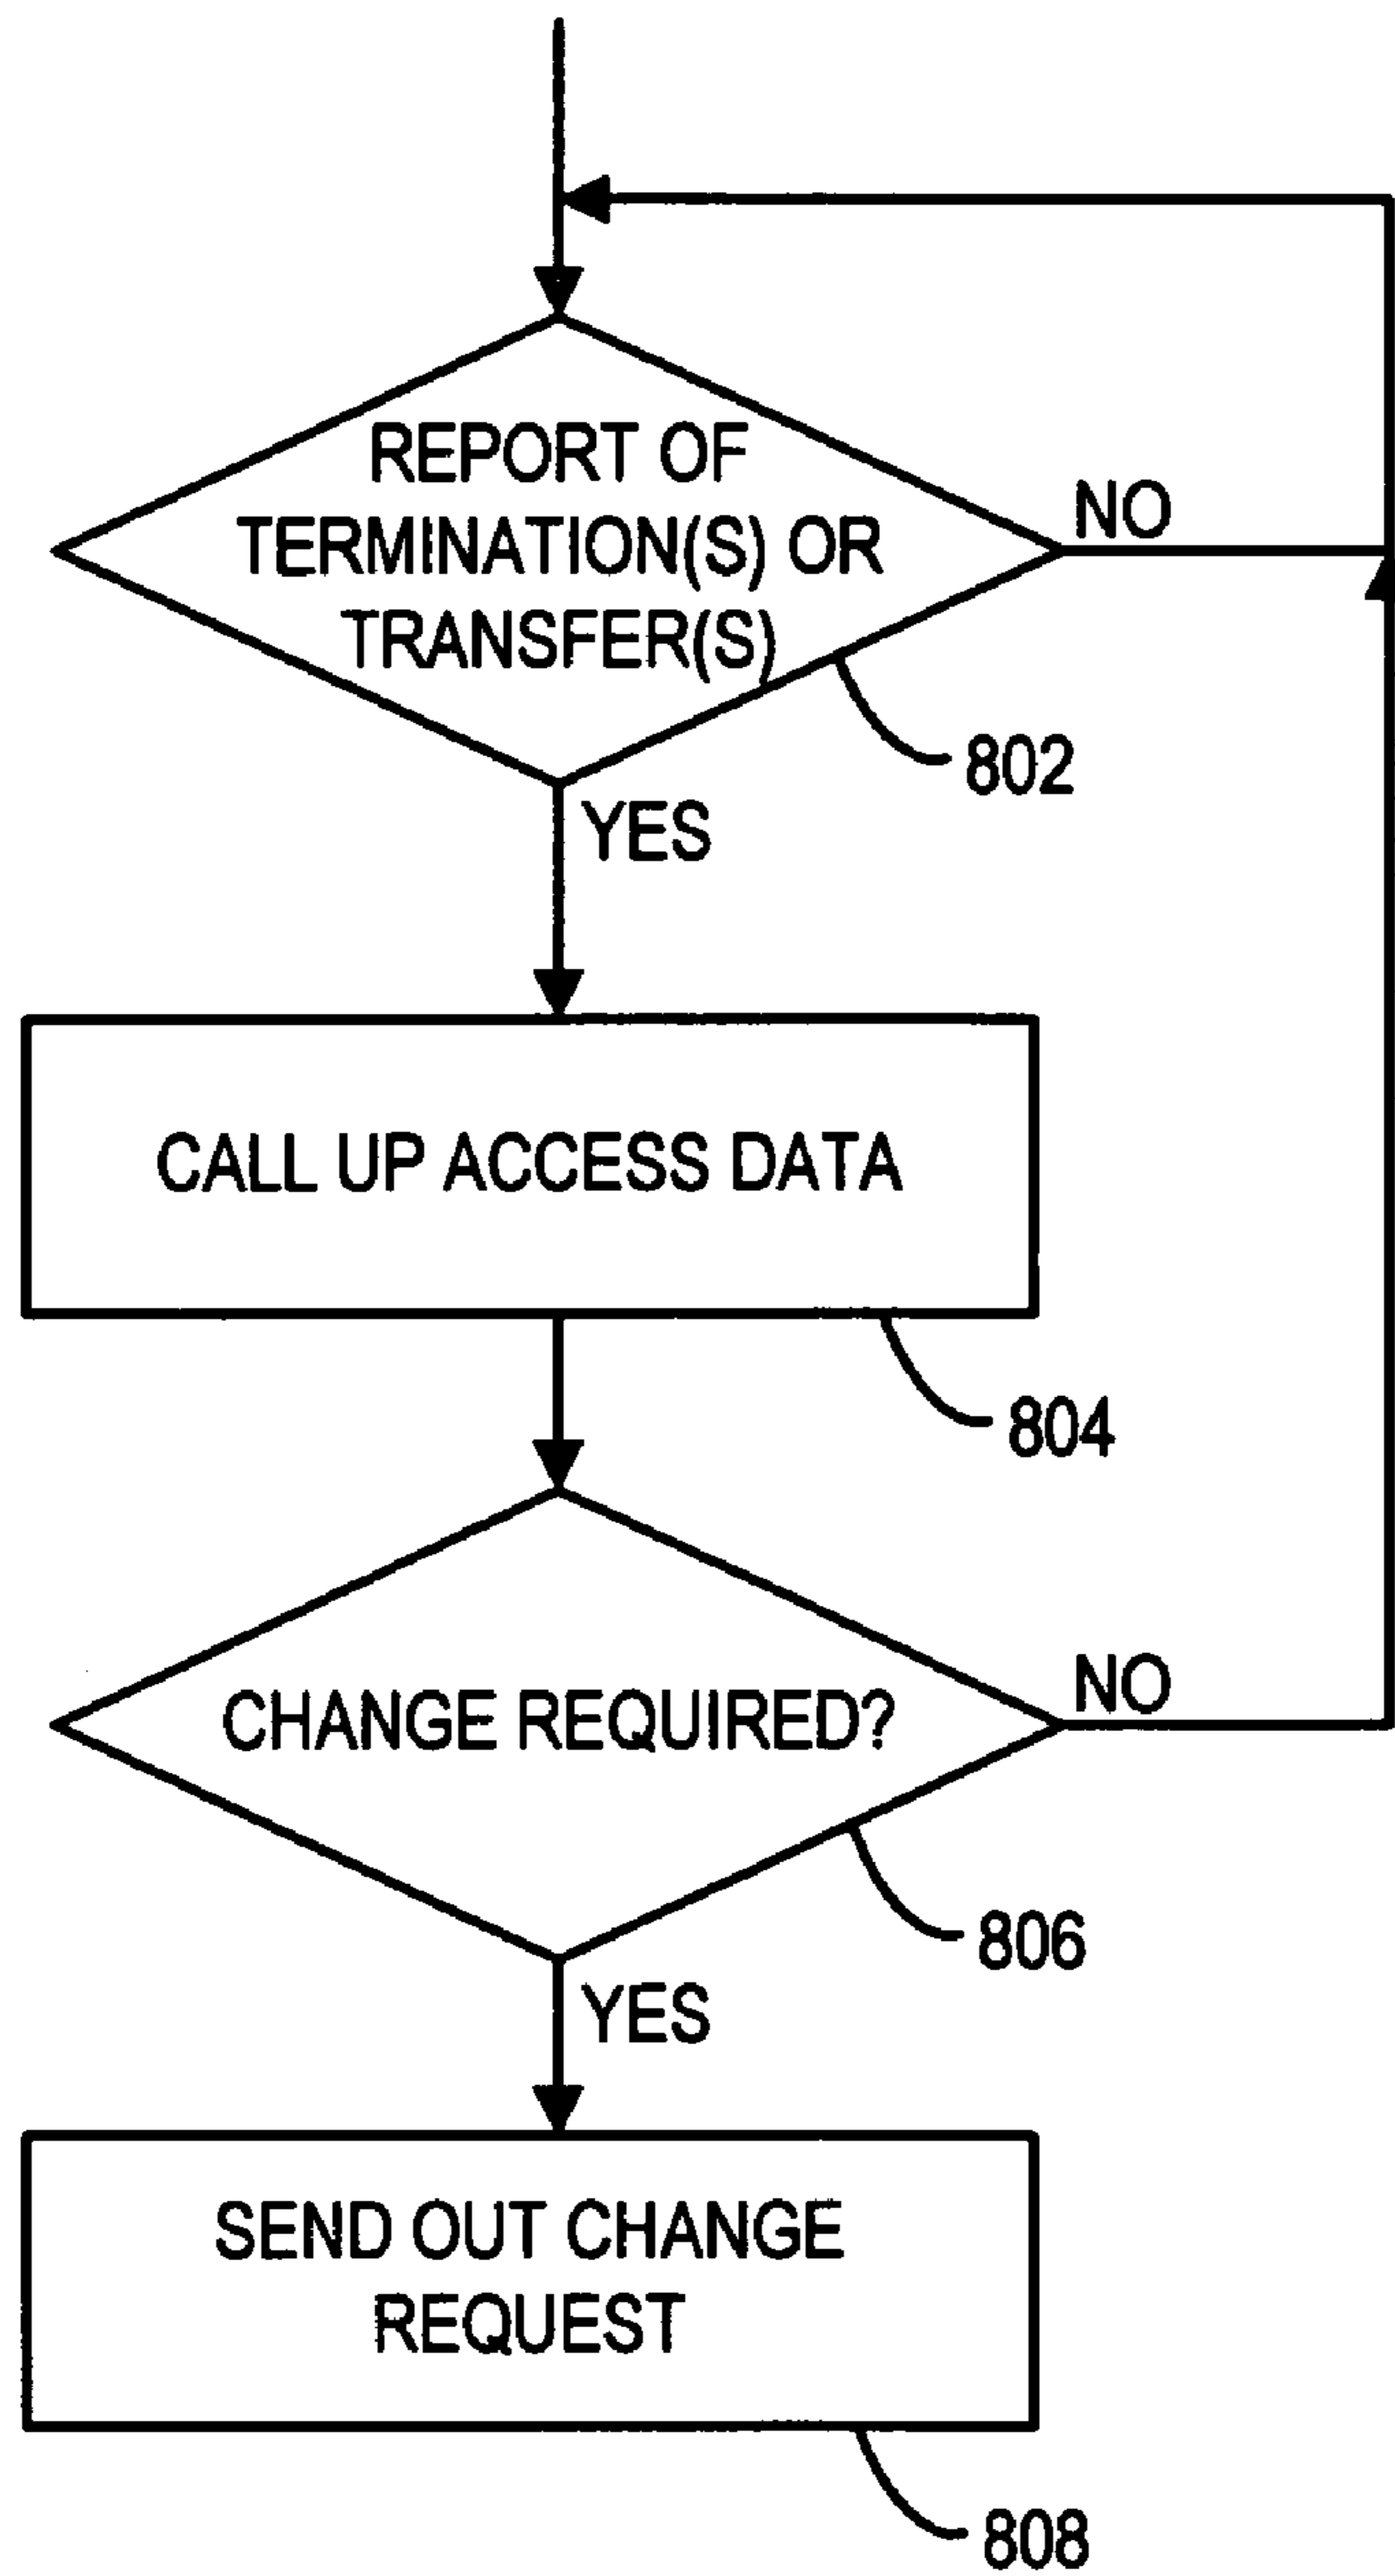 REPORT OF
TERMINATION(S) OR
TRANSFER(S)
NO
802
YES
CALL UP ACCESS DATA
804
CHANGE REQUIRED?
NO
806
YES
SEND OUT CHANGE
REQUEST
808